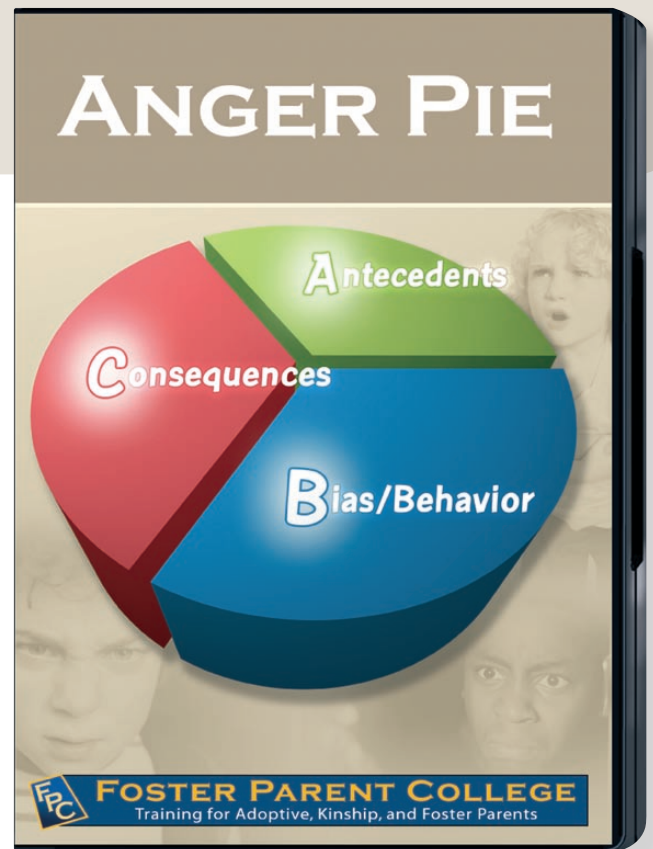 ANGER PIE
Antecedents
Consequences
Bias/Behavior
FPC
FOSTER PARENT COLLEGE
Training for Adoptive, Kinship, and Foster Parents